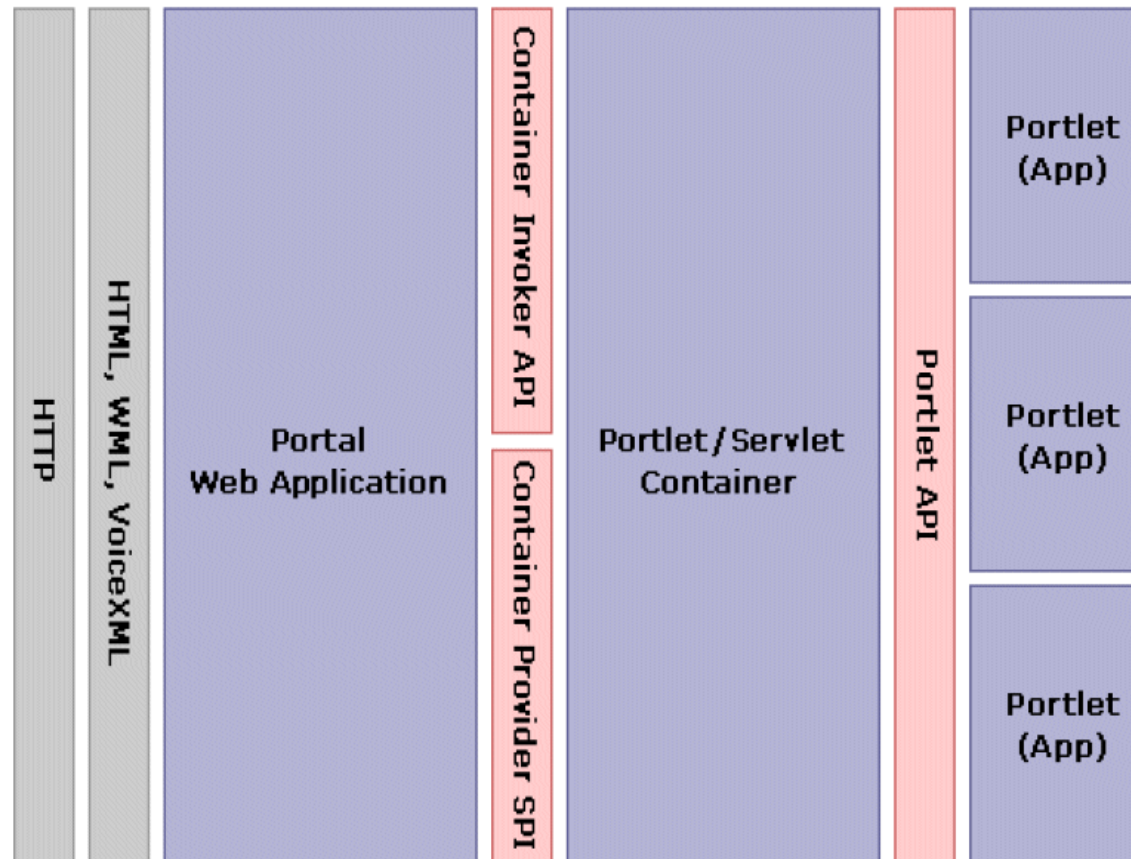 HTTP
HTML, WML, VoiceXML
Portal
Web Application
Container Invoker API
Container Provider SPI
Portlet/Servlet
Container
Portlet API
Portlet
(App)
Portlet
(App)
Portlet
(App)